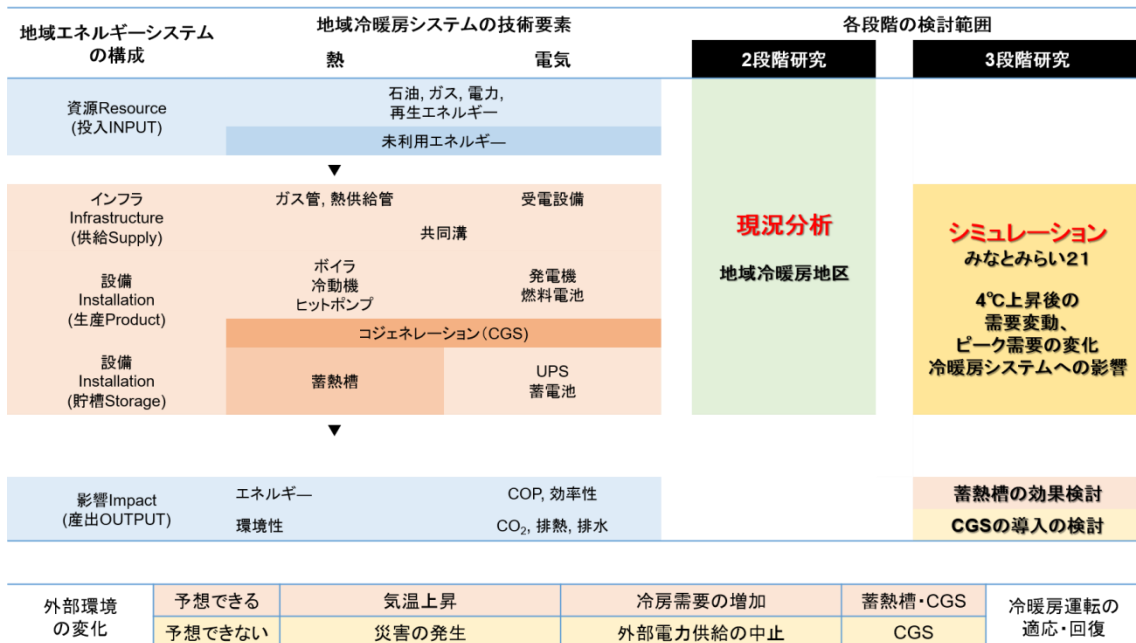 地域エネルギーシステム
の構成
地域冷暖房システムの技術要素
熱 電気
各段階の検討範囲
2段階研究
3段階研究
資源Resource
(投入INPUT)
石油, ガス, 電力,
再生エネルギー
未利用エネルギー
▼
インフラ
Infrastructure
(供給Supply)
ガス管, 熱供給管
受電設備
共同溝
設備
Installation
(生産Product)
ボイラ
冷動機
ヒットポンプ
発電機
燃料電池
コジェネレーション(CGS)
設備
Installation
(貯槽Storage)
蓄熱槽
UPS
蓄電池
▼
現況分析
地域冷暖房地区
シミュレーション
みなとみらい21
4℃上昇後の
需要変動、
ピーク需要の変化
冷暖房システムへの影響
影響Impact
(産出OUTPUT)
エネルギー
COP, 効率性
環境性
CO₂, 排熱, 排水
蓄熱槽の効果検討
CGSの導入の検討
外部環境
の変化
予想できる 気温上昇 冷房需要の増加 蓄熱槽・CGS
予想できない 災害の発生 外部電力供給の中止 CGS
冷暖房運転の
適応・回復